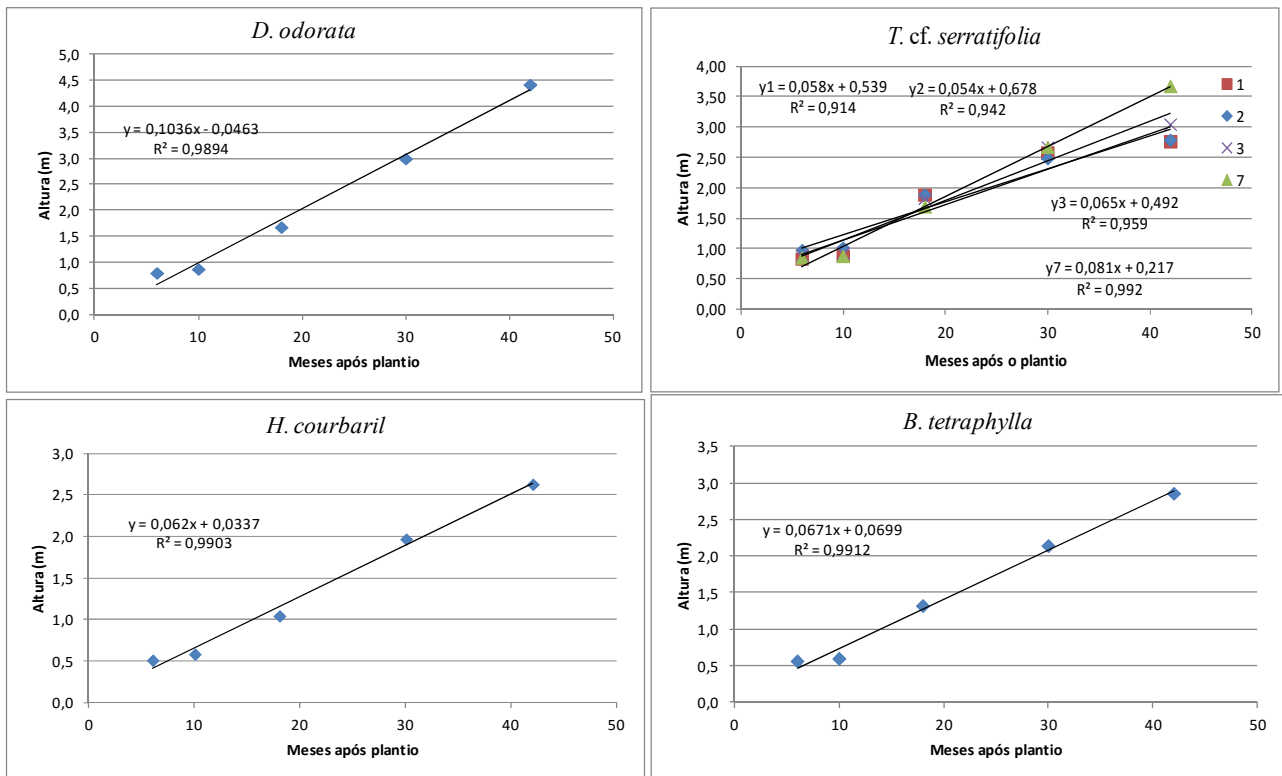 D. odorata
5,0
4,5
4,0
3,5
3,0
2,5
2,0
1,5
1,0
0,5
0,0
Altura (m)
y = 0,1036x - 0,0463
R² = 0,9894
0 10 20 30 40 50
Meses após plantio
T. cf. serratifolia
4,00
3,50
3,00
2,50
2,00
1,50
1,00
0,50
0,00
Altura (m)
y1 = 0,058x + 0,539 y2 = 0,054x + 0,678
R² = 0,914 R² = 0,942
1
2
3
7
y3 = 0,065x + 0,492
R² = 0,959
y7 = 0,081x + 0,217
R² = 0,992
0 10 20 30 40 50
Meses após o plantio
H. courbaril
3,0
2,5
2,0
1,5
1,0
0,5
0,0
Altura (m)
y = 0,062x + 0,0337
R² = 0,9903
0 10 20 30 40 50
Meses após plantio
B. tetraphylla
3,5
3,0
2,5
2,0
1,5
1,0
0,5
0,0
Altura (m)
y = 0,0671x + 0,0699
R² = 0,9912
0 10 20 30 40 50
Meses após plantio